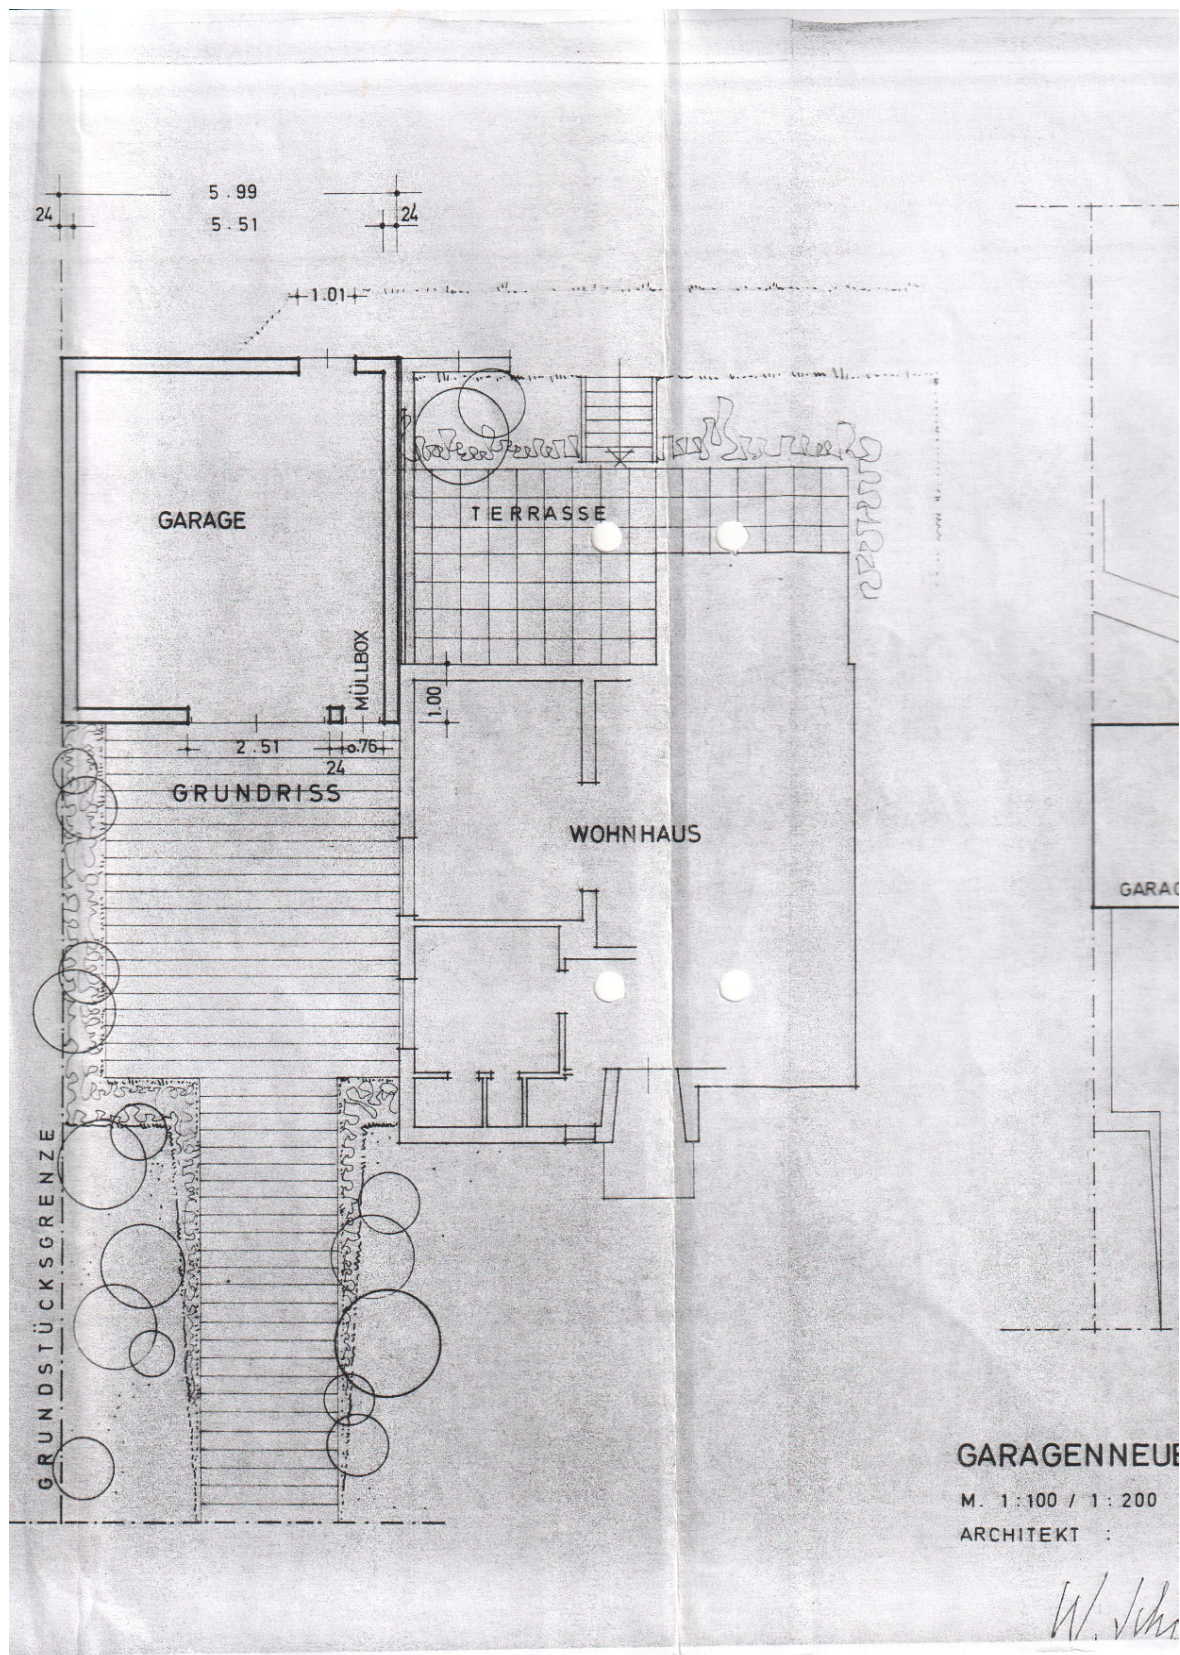 5.99
24
24
5.51
1.01
GARAGE
TERRASSE
MÜLLBOX
1.00
2.51
0.76
24
GRUNDRISS
WOHNHAUS
GARAG
GRUNDSTÜCKSGRENZE
GARAGENNEUB
M. 1:100 / 1:200
ARCHITEKT :
W. Sch